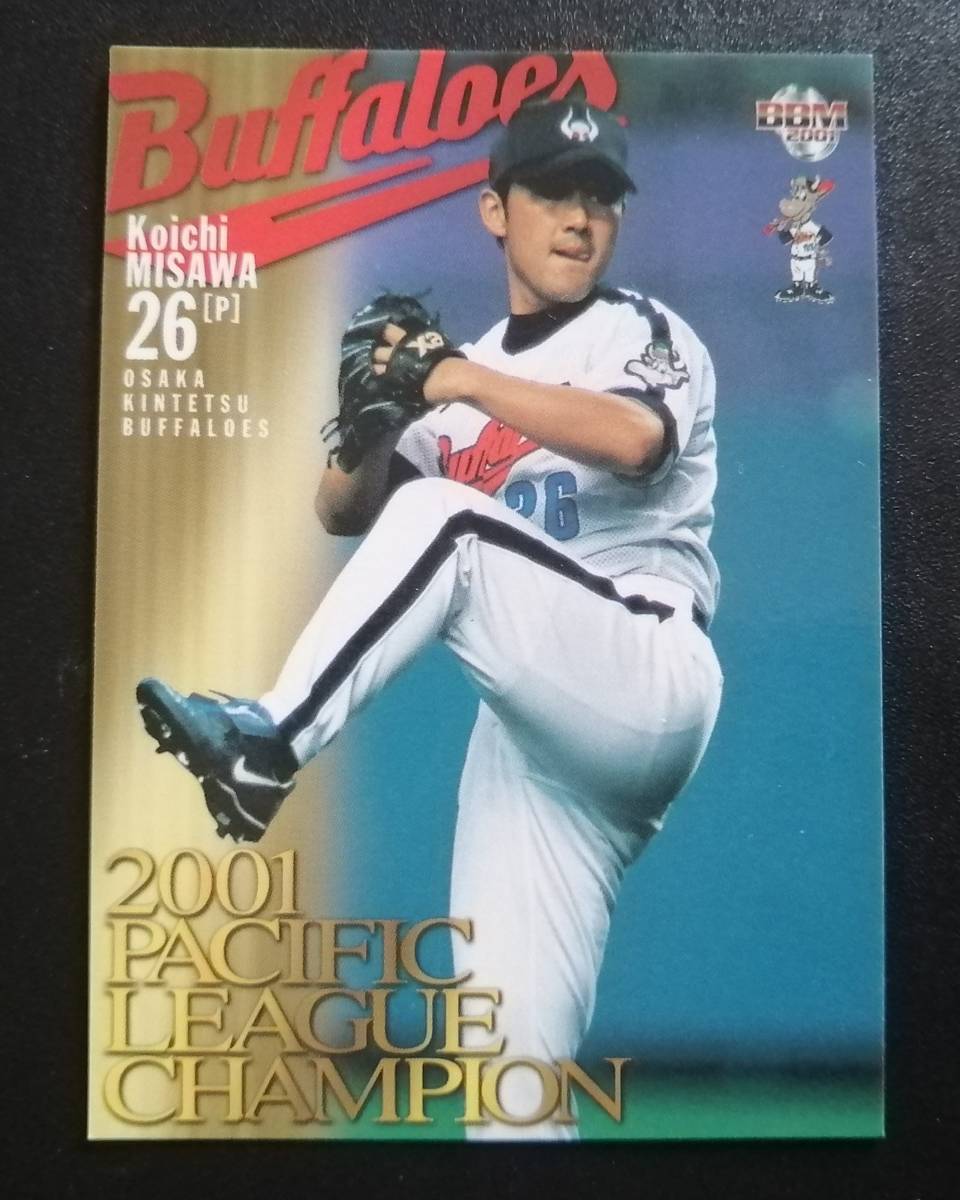 Buffaloes
BBM
2001
Koichi
MISAWA
26 [P]
OSAKA
KINTETSU
BUFFALOES
26
2001
PACIFIC
LEAGUE
CHAMPION